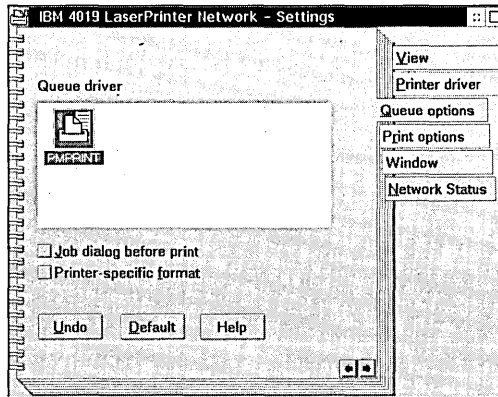 IBM 4019 LaserPrinter Network - Settings
View
Printer driver
Queue options
Print options
Window
Network Status
Queue driver
PMPRINT
Job dialog before print
Printer-specific format
Undo
Default
Help